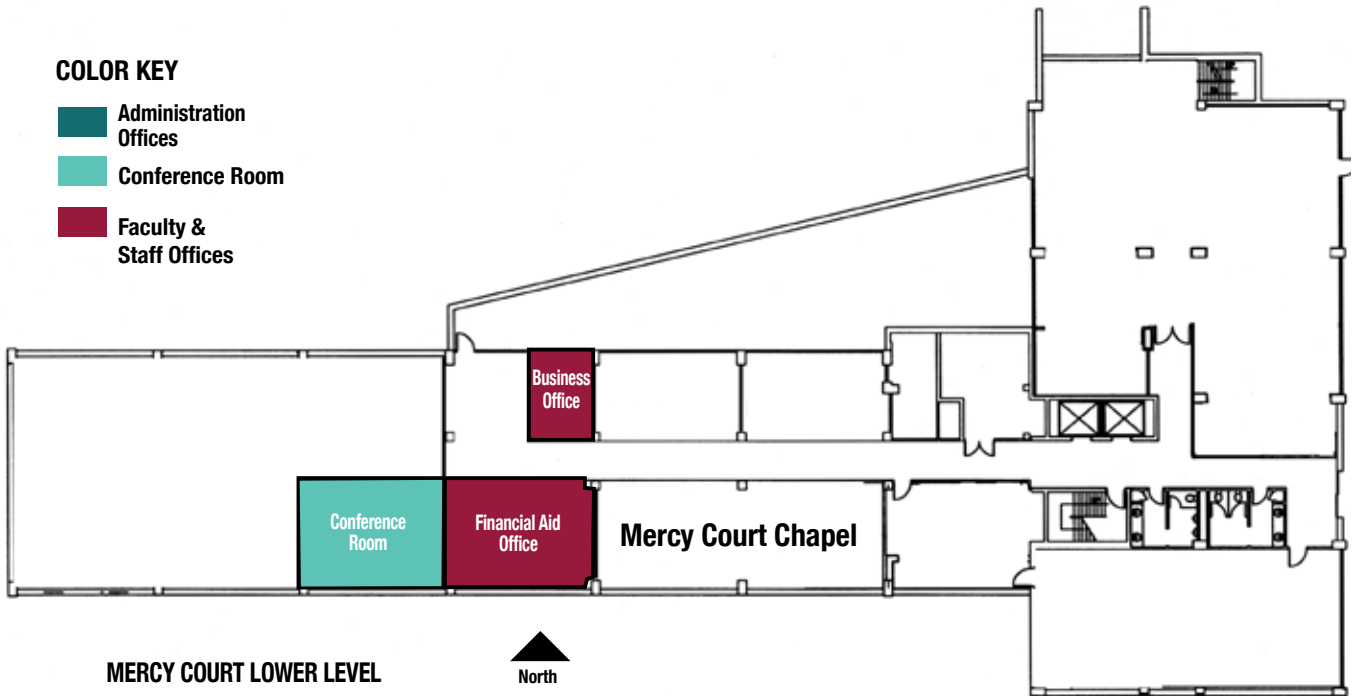 COLOR KEY
Administration
Offices
Conference Room
Faculty &
Staff Offices
Business
Office
Conference
Room
Financial Aid
Office
Mercy Court Chapel
MERCY COURT LOWER LEVEL
North